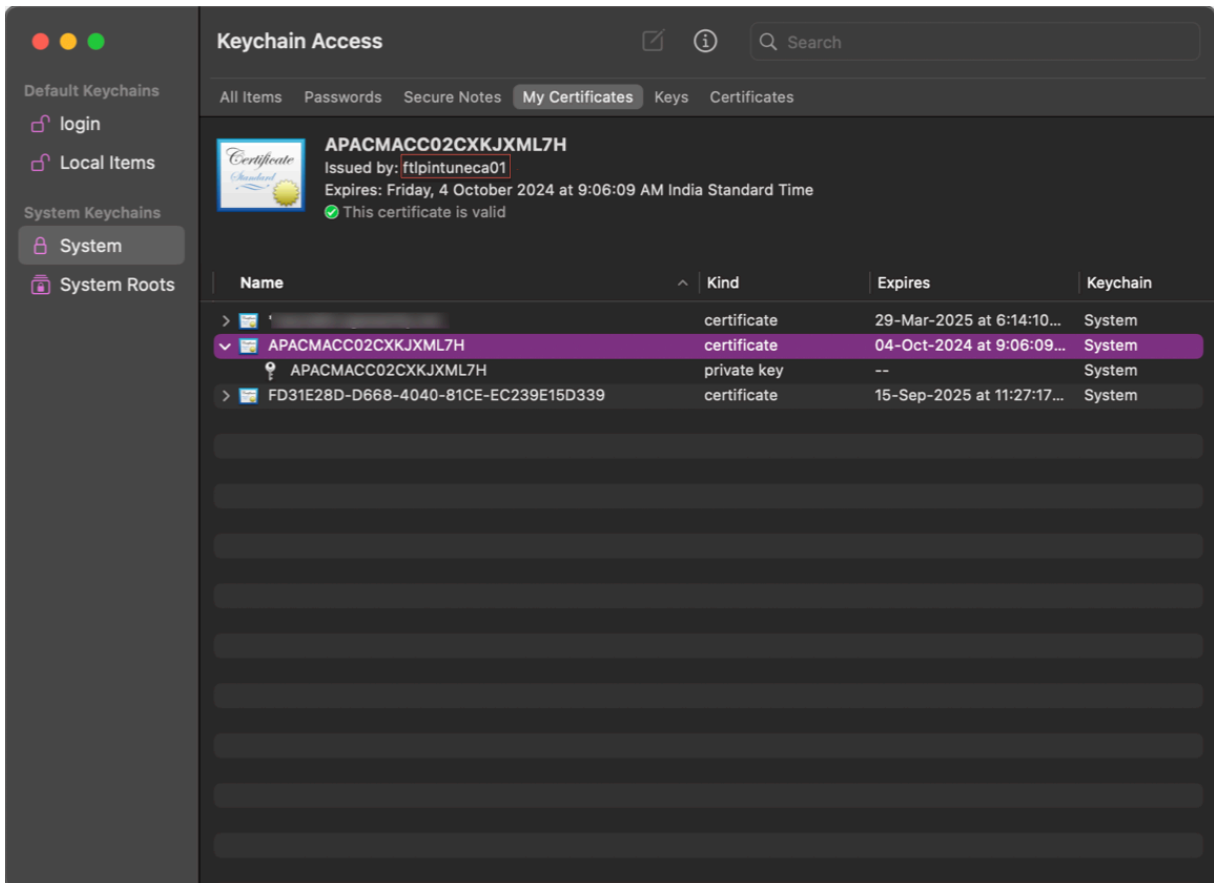 Keychain Access
Search
Default Keychains
login
Local Items
System Keychains
System
System Roots
All Items Passwords Secure Notes My Certificates Keys Certificates
Certificate
Standard
APACMACC02CXKJXML7H
Issued by: ftlpintuneca01
Expires: Friday, 4 October 2024 at 9:06:09 AM India Standard Time
This certificate is valid
Name Kind Expires Keychain
certificate 29-Mar-2025 at 6:14:10... System
APACMACC02CXKJXML7H certificate 04-Oct-2024 at 9:06:09... System
APACMACC02CXKJXML7H private key -- System
FD31E28D-D668-4040-81CE-EC239E15D339 certificate 15-Sep-2025 at 11:27:17... System